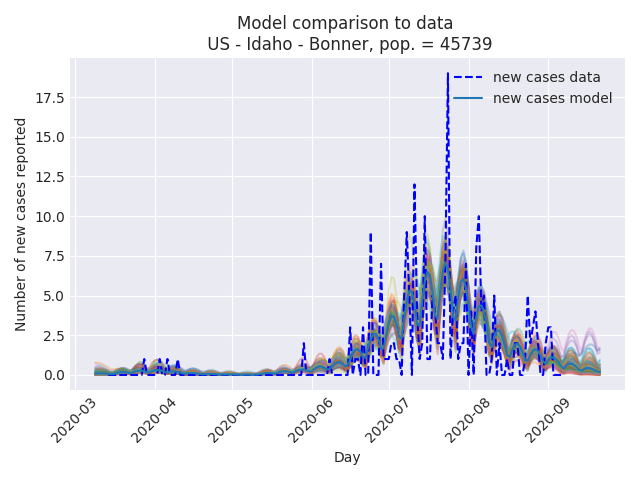 Model comparison to data
US - Idaho - Bonner, pop. = 45739
new cases data
new cases model
Number of new cases reported
17.5
15.0
12.5
10.0
7.5
5.0
2.5
0.0
2020-03
2020-04
2020-05
2020-06
2020-07
2020-08
2020-09
Day